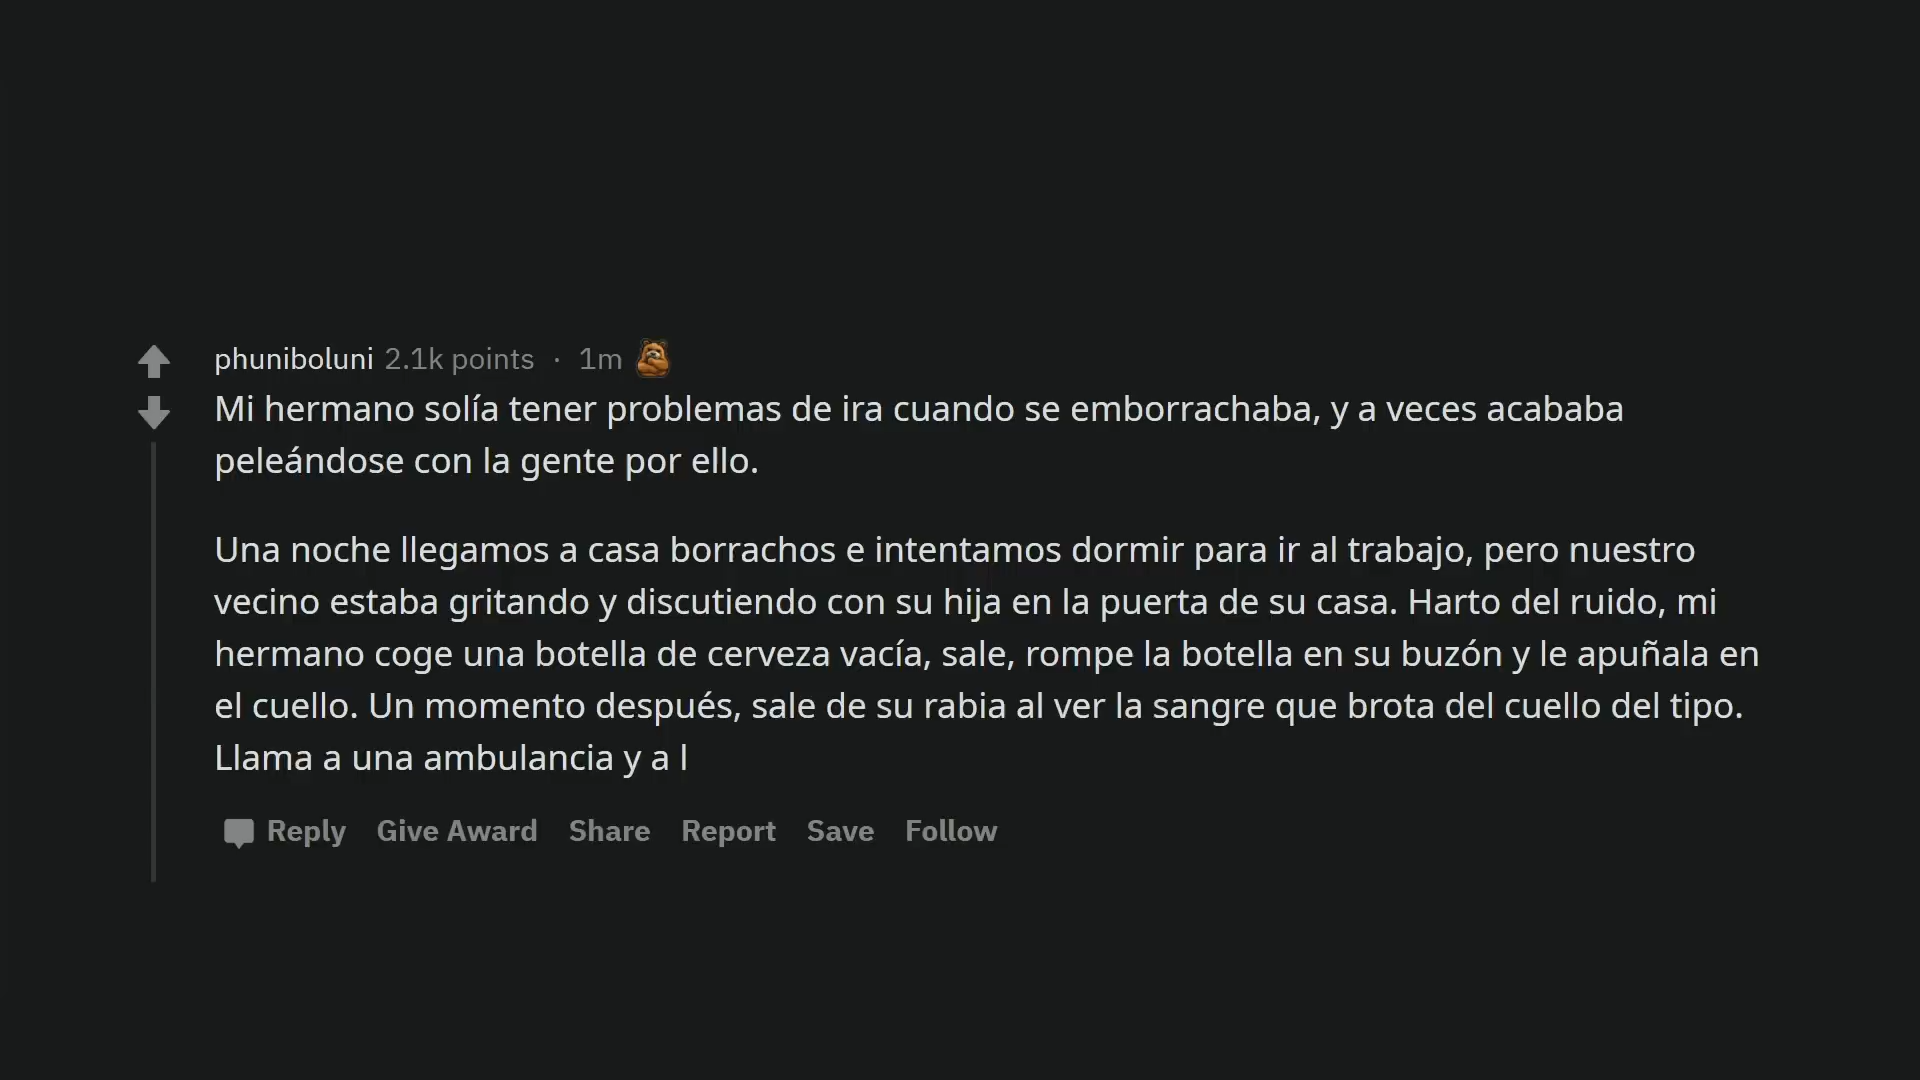 phuniboluni 2.1k points · 1m
Mi hermano solía tener problemas de ira cuando se emborrachaba, y a veces acababa
peleándose con la gente por ello.
Una noche llegamos a casa borrachos e intentamos dormir para ir al trabajo, pero nuestro
vecino estaba gritando y discutiendo con su hija en la puerta de su casa. Harto del ruido, mi
hermano coge una botella de cerveza vacía, sale, rompe la botella en su buzón y le apuñala en
el cuello. Un momento después, sale de su rabia al ver la sangre que brota del cuello del tipo.
Llama a una ambulancia y a l
Reply Give Award Share Report Save Follow